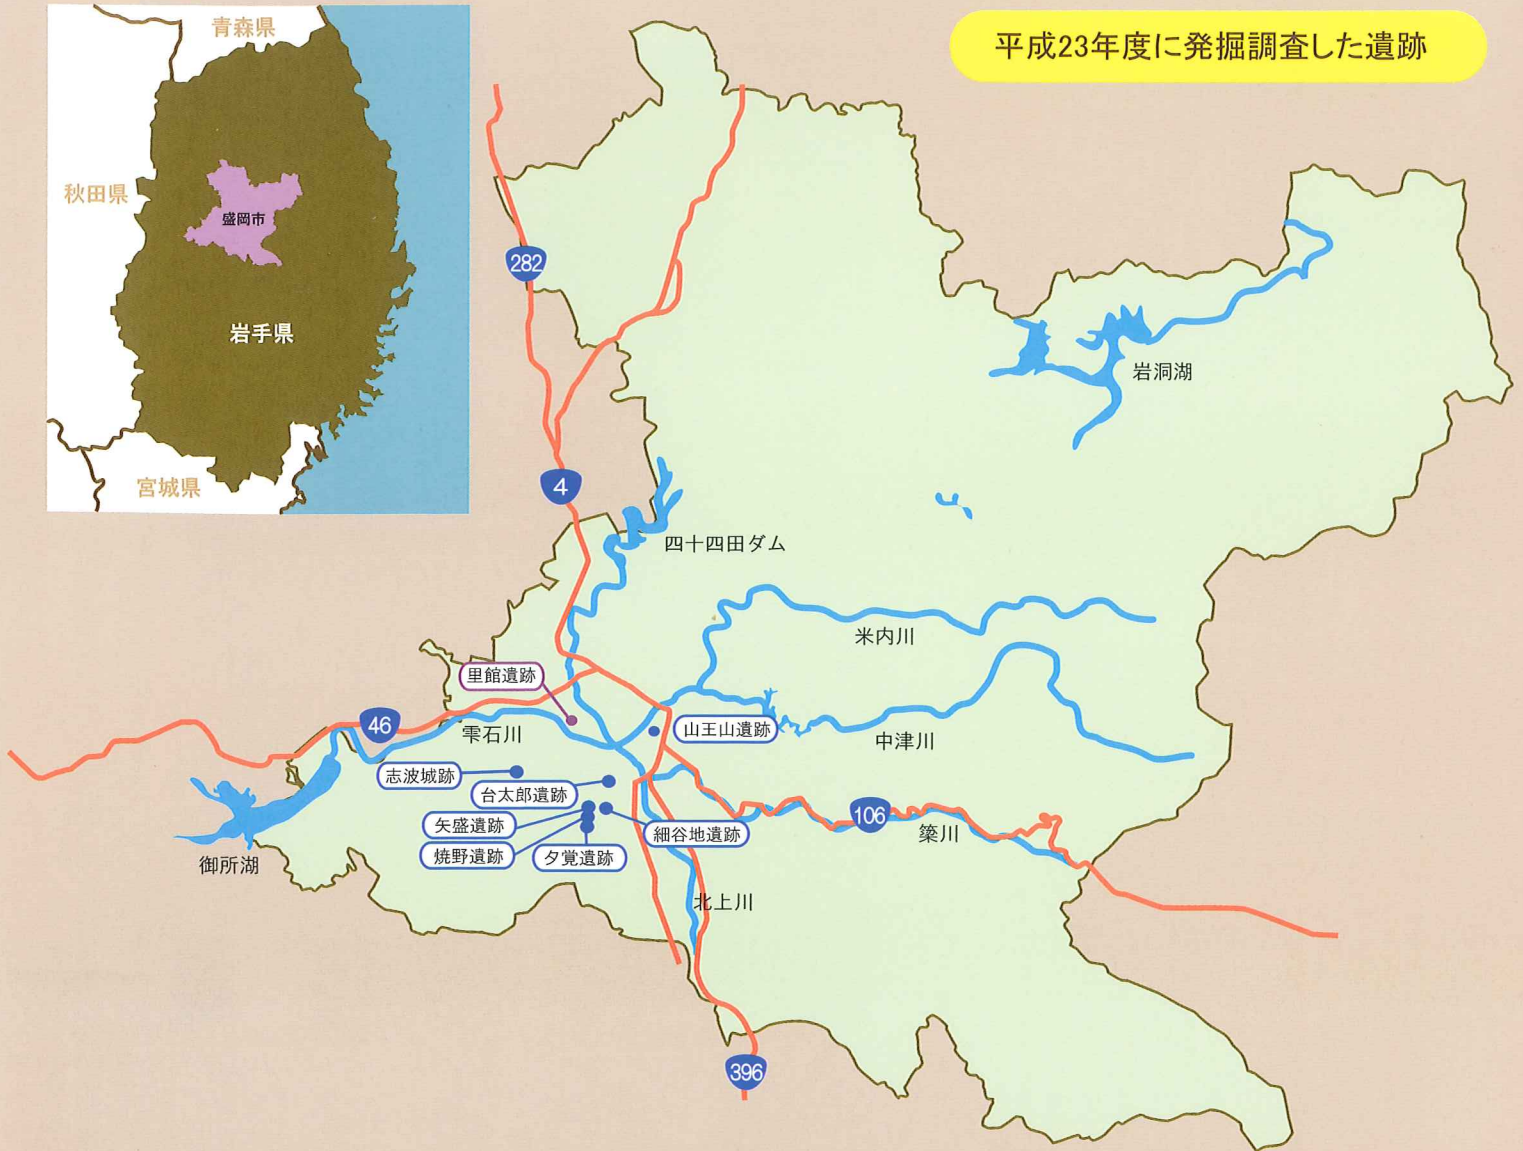 平成23年度に発掘調査した遺跡
青森県
秋田県
盛岡市
岩手県
宮城県
282
岩洞湖
4
四十四田ダム
米内川
里館遺跡
46
雫石川
山王山遺跡
中津川
志波城跡
台太郎遺跡
矢盛遺跡
細谷地遺跡
106
簗川
焼野遺跡
夕覚遺跡
御所湖
北上川
396